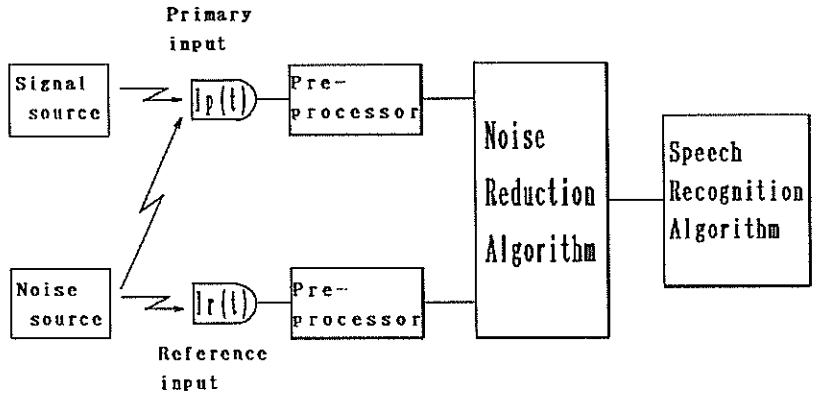 Primary
input
Signal
source
Ip(t)
Pre-
processor
Noise
Reduction
Algorithm
Speech
Recognition
Algorithm
Noise
source
Ir(t)
Pre-
processor
Reference
input